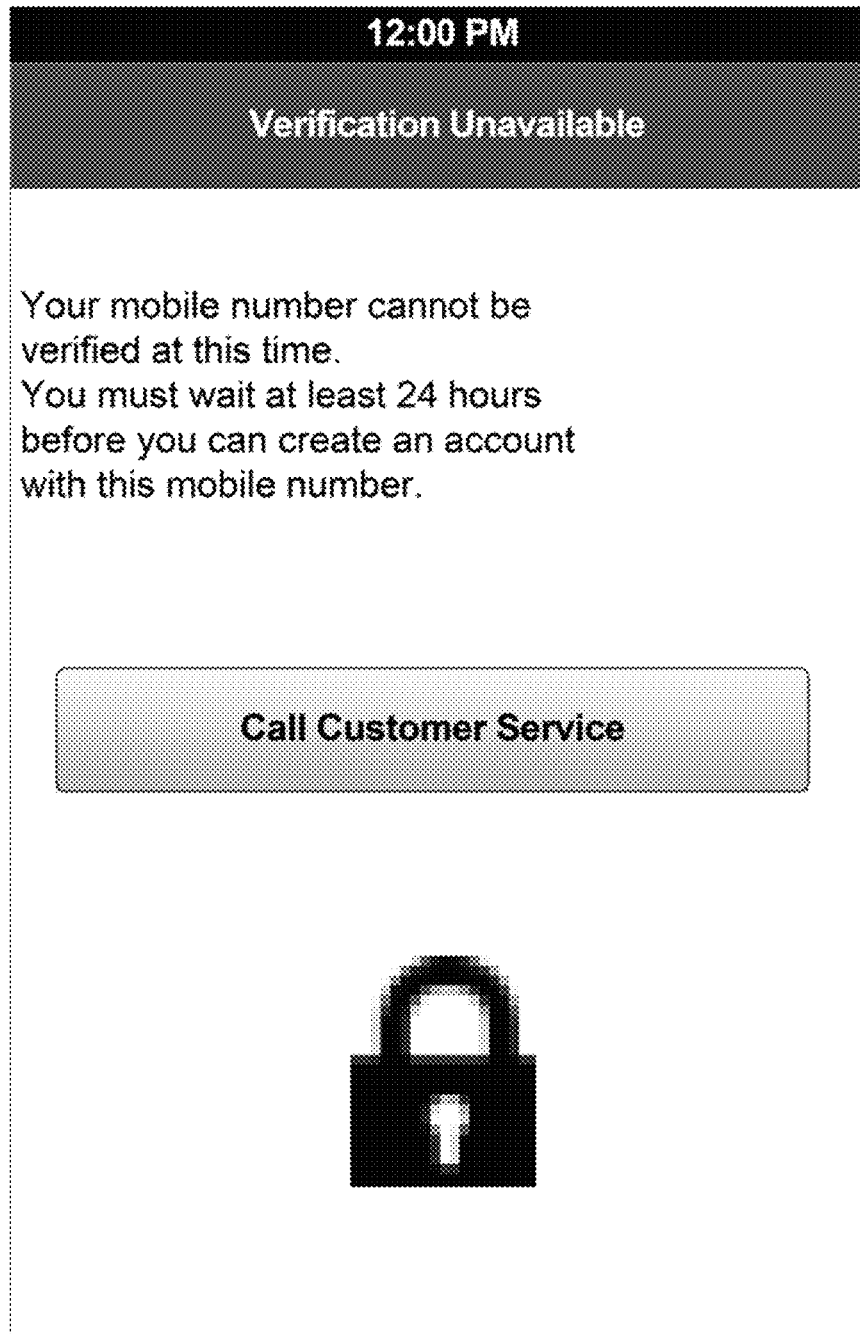 12:00 PM
Verification Unavailable
Your mobile number cannot be
verified at this time.
You must wait at least 24 hours
before you can create an account
with this mobile number.
Call Customer Service